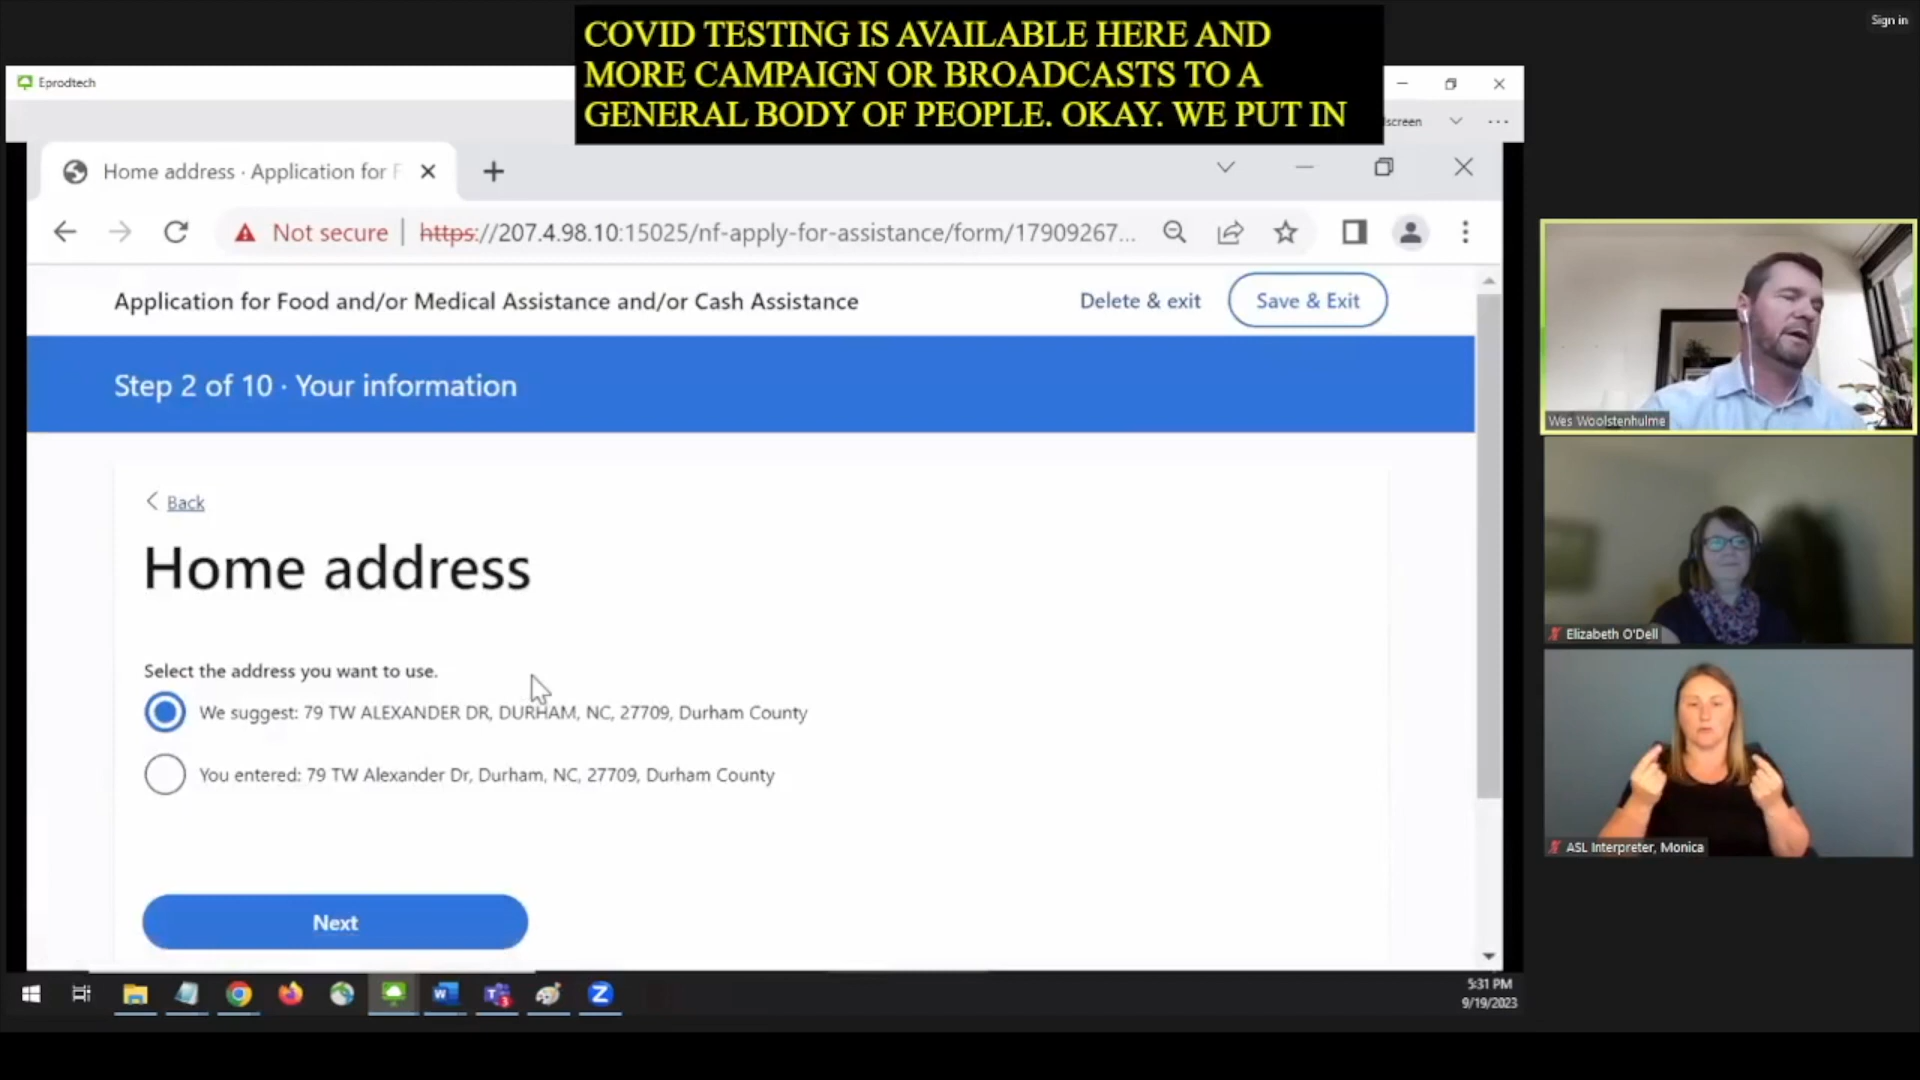 COVID TESTING IS AVAILABLE HERE AND
MORE CAMPAIGN OR BROADCASTS TO A
GENERAL BODY OF PEOPLE. OKAY. WE PUT IN
Sign in
Eprodtech
Home address · Application for F
Not secure | https://207.4.98.10:15025/nf-apply-for-assistance/form/17909267...
Application for Food and/or Medical Assistance and/or Cash Assistance
Delete & exit
Save & Exit
Step 2 of 10 · Your information
Back
Home address
Select the address you want to use.
We suggest: 79 TW ALEXANDER DR, DURHAM, NC, 27709, Durham County
You entered: 79 TW Alexander Dr, Durham, NC, 27709, Durham County
Next
Wes Woolstenhulme
Elizabeth O'Dell
ASL Interpreter, Monica
5:31 PM
9/19/2023